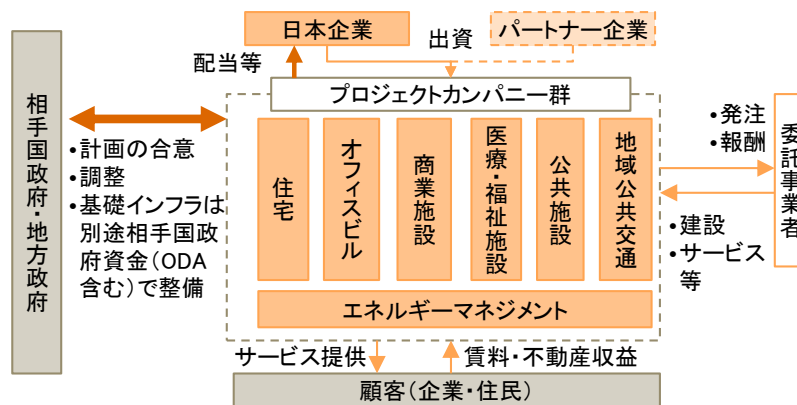 日本企業
パートナー企業
出資
配当等
プロジェクトカンパニー群
相手国政府・地方政府
•計画の合意
•調整
•基礎インフラは
別途相手国政
府資金(ODA
含む)で整備
住宅
オフィスビル
商業施設
医療・福祉施設
公共施設
地域公共交通
エネルギーマネジメント
•発注
•報酬
委託事業者
•建設
•サービス
等
サービス提供
賃料・不動産収益
顧客(企業・住民)